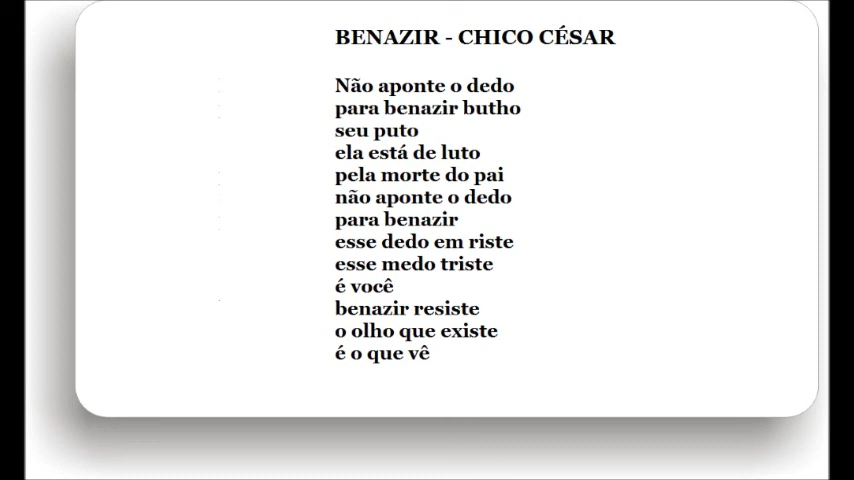 BENAZIR - CHICO CÉSAR
Não aponte o dedo
para benazir butho
seu puto
ela está de luto
pela morte do pai
não aponte o dedo
para benazir
esse dedo em riste
esse medo triste
é você
benazir resiste
o olho que existe
é o que vê